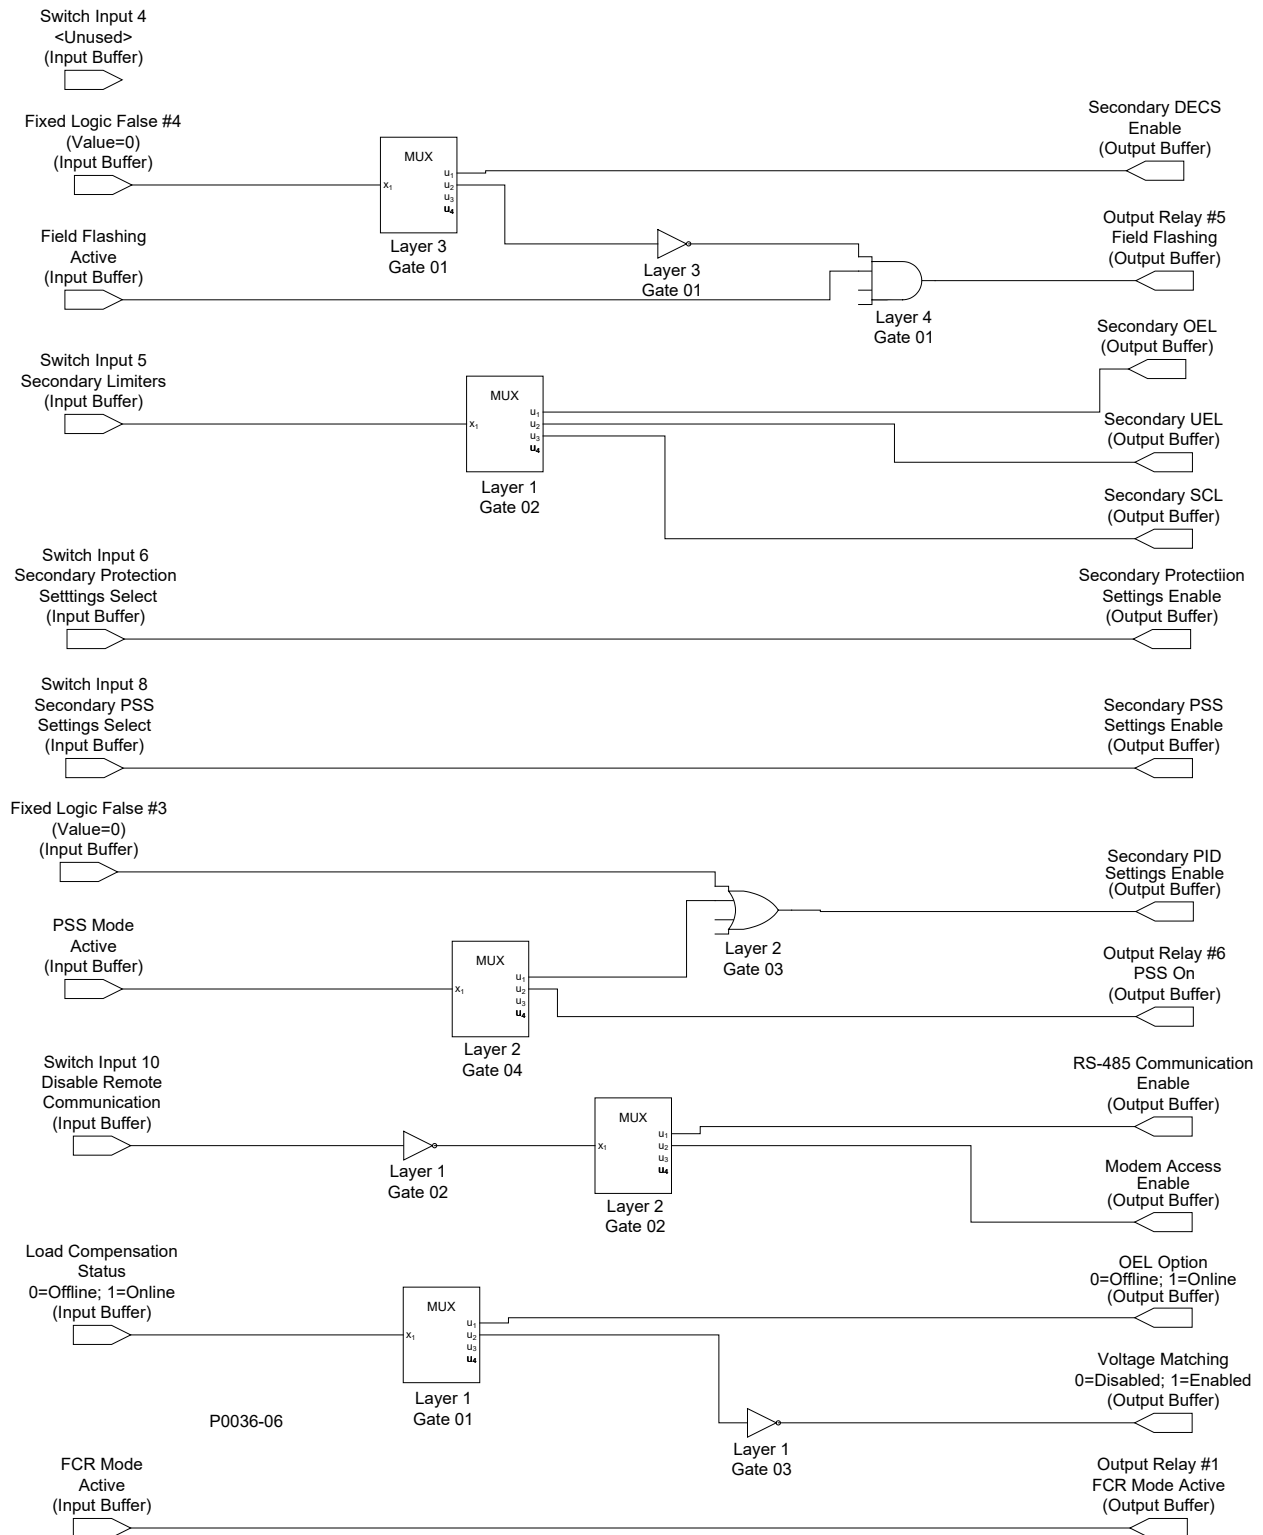 Switch Input 4
<Unused>
(Input Buffer)
Fixed Logic False #4
(Value=0)
(Input Buffer)
MUX
x1
u1
u2
u3
u4
Layer 3
Gate 01
Secondary DECS
Enable
(Output Buffer)
Field Flashing
Active
(Input Buffer)
Layer 3
Gate 01
Layer 4
Gate 01
Output Relay #5
Field Flashing
(Output Buffer)
Switch Input 5
Secondary Limiters
(Input Buffer)
MUX
x1
u1
u2
u3
u4
Layer 1
Gate 02
Secondary OEL
(Output Buffer)
Secondary UEL
(Output Buffer)
Secondary SCL
(Output Buffer)
Switch Input 6
Secondary Protection
Setttings Select
(Input Buffer)
Secondary Protectiion
Settings Enable
(Output Buffer)
Switch Input 8
Secondary PSS
Settings Select
(Input Buffer)
Secondary PSS
Settings Enable
(Output Buffer)
Fixed Logic False #3
(Value=0)
(Input Buffer)
Layer 2
Gate 03
Secondary PID
Settings Enable
(Output Buffer)
PSS Mode
Active
(Input Buffer)
MUX
x1
u1
u2
u3
u4
Layer 2
Gate 04
Output Relay #6
PSS On
(Output Buffer)
Switch Input 10
Disable Remote
Communication
(Input Buffer)
Layer 1
Gate 02
MUX
x1
u1
u2
u3
u4
Layer 2
Gate 02
RS-485 Communication
Enable
(Output Buffer)
Modem Access
Enable
(Output Buffer)
Load Compensation
Status
0=Offline; 1=Online
(Input Buffer)
MUX
x1
u1
u2
u3
u4
Layer 1
Gate 01
OEL Option
0=Offline; 1=Online
(Output Buffer)
Layer 1
Gate 03
Voltage Matching
0=Disabled; 1=Enabled
(Output Buffer)
P0036-06
FCR Mode
Active
(Input Buffer)
Output Relay #1
FCR Mode Active
(Output Buffer)